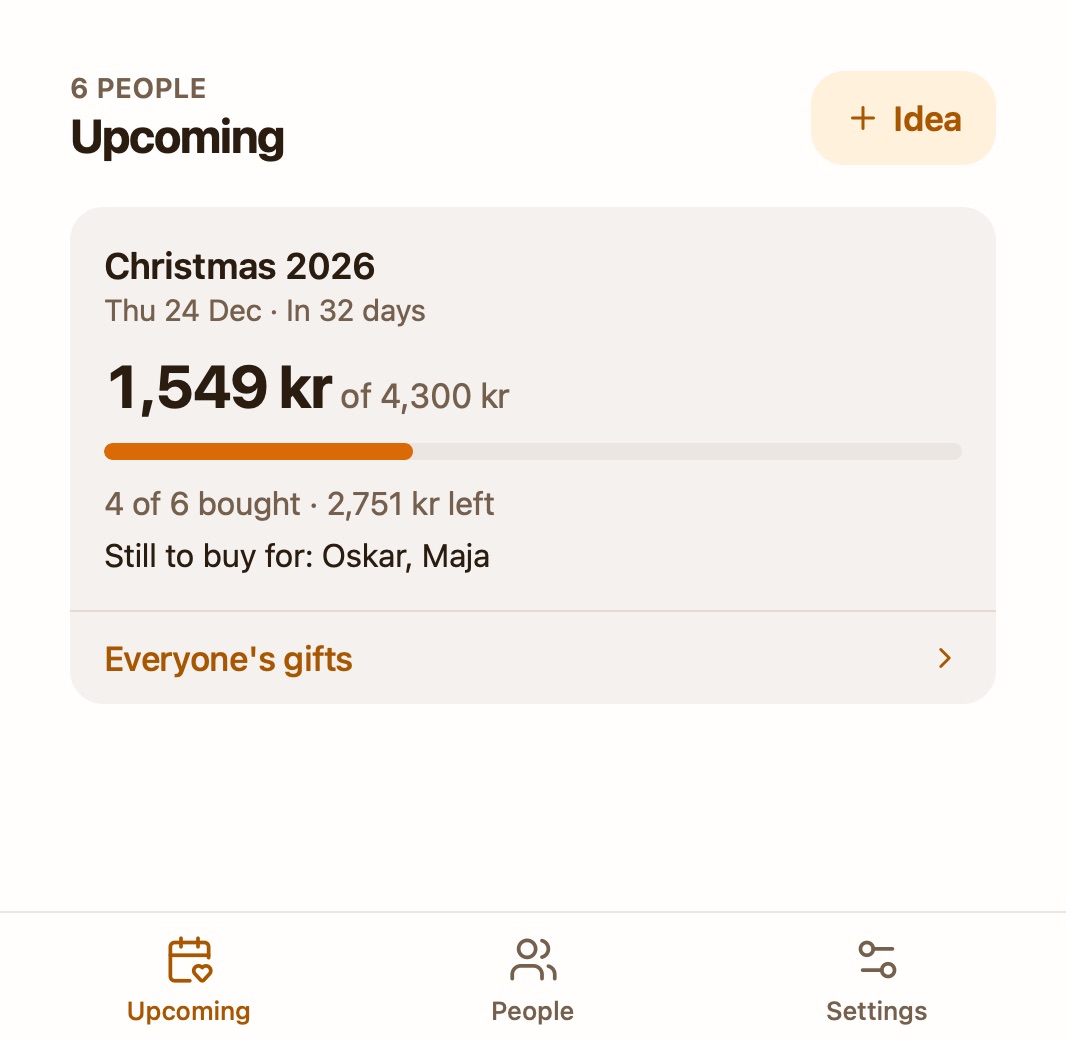 6 PEOPLE
Upcoming
+ Idea
Christmas 2026
Thu 24 Dec · In 32 days
1,549 kr of 4,300 kr
4 of 6 bought · 2,751 kr left
Still to buy for: Oskar, Maja
Everyone's gifts
Upcoming
People
Settings